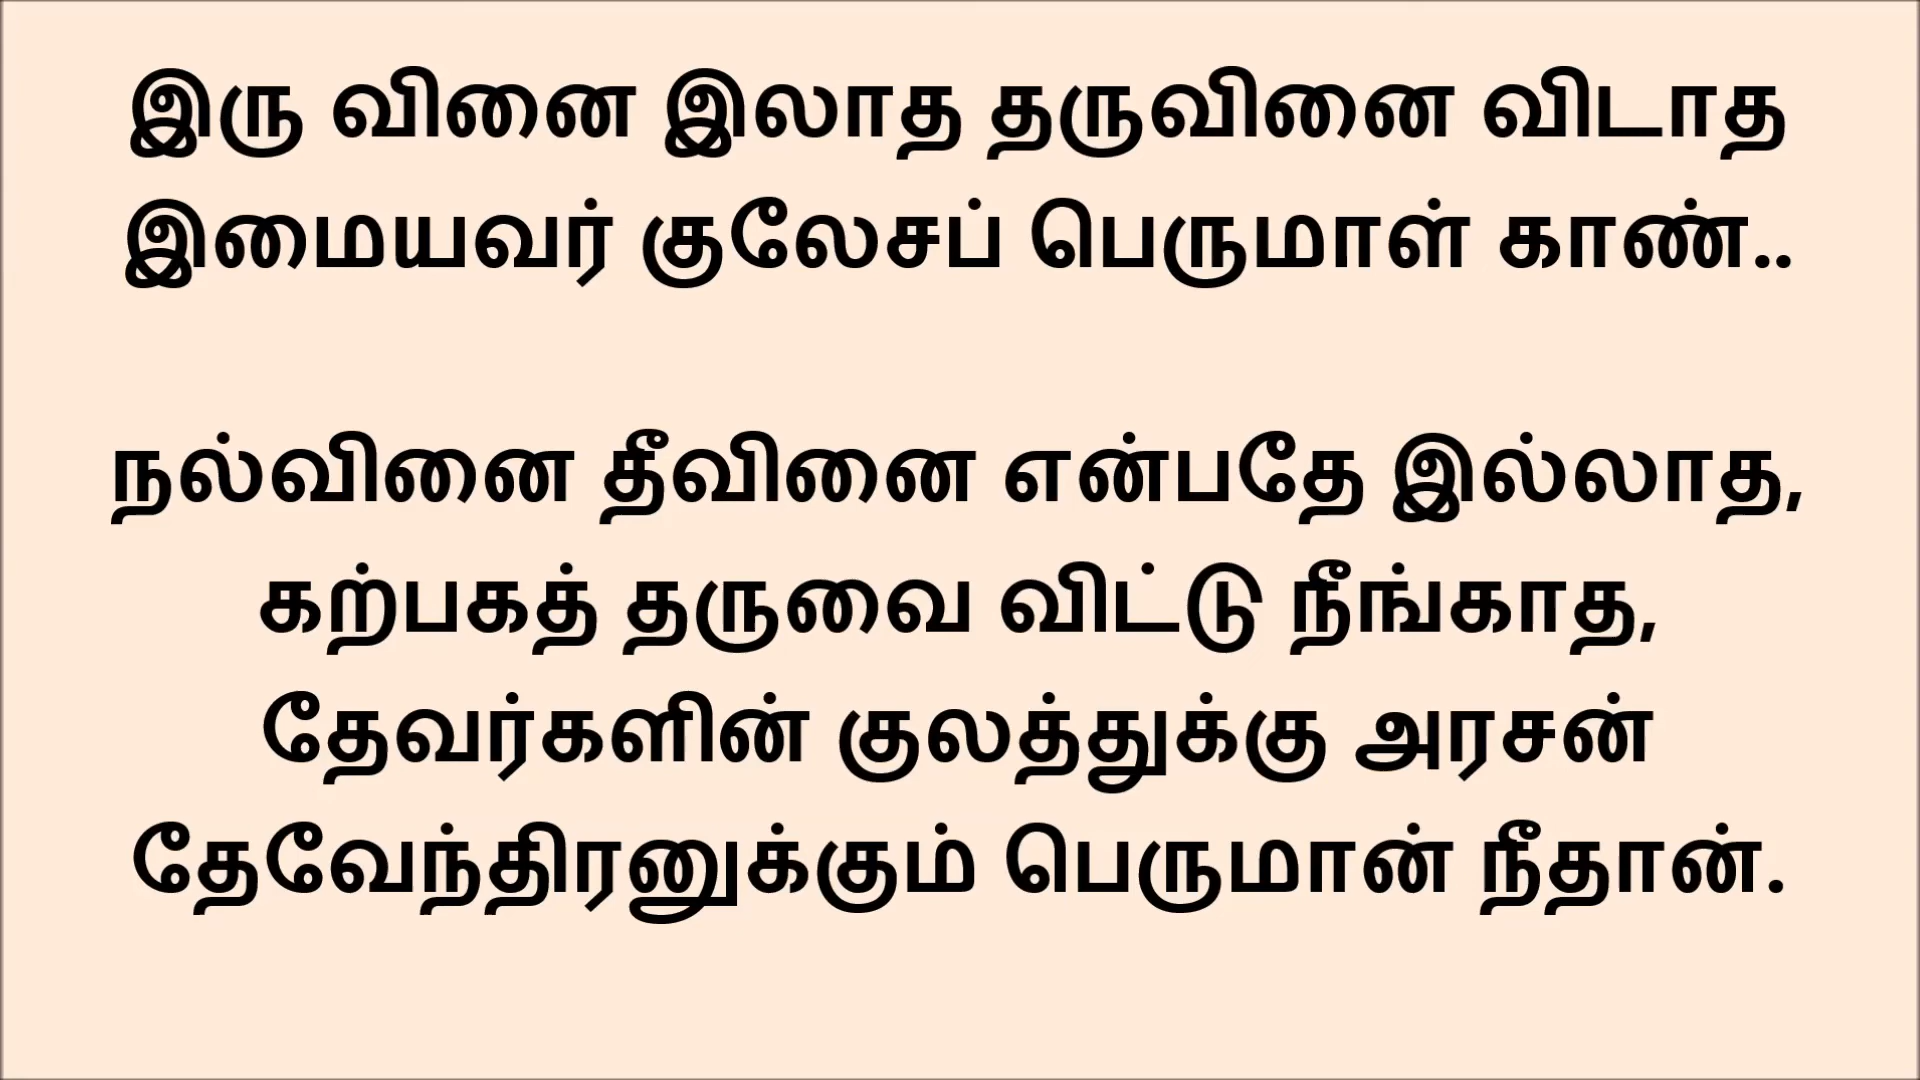 இரு வினை இலாத தருவினை விடாத
இமையவர் குலேசப் பெருமாள் காண்..
நல்வினை தீவினை என்பதே இல்லாத,
கற்பகத் தருவை விட்டு நீங்காத,
தேவர்களின் குலத்துக்கு அரசன்
தேவேந்திரனுக்கும் பெருமான் நீதான்.